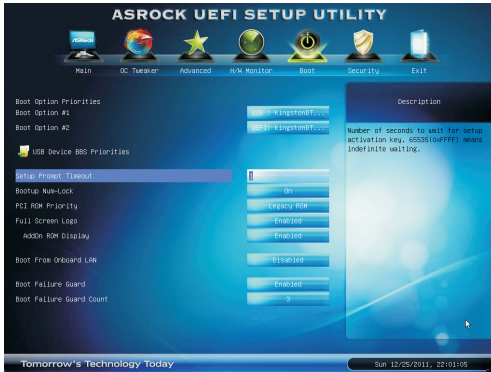 ASROCK UEFI SETUP UTILITY
ASRock
Main OC Tweaker Advanced H/W Monitor Boot Security Exit
Boot Option Priorities
Boot Option #1 USB : KingstonDT...
Boot Option #2 UEFI: KingstonDT...
USB Device BBS Priorities
Setup Prompt Timeout 1
Bootup Num-Lock On
PCI ROM Priority Legacy ROM
Full Screen Logo Enabled
AddOn ROM Display Enabled
Boot From Onboard LAN Disabled
Boot Failure Guard Enabled
Boot Failure Guard Count 3
Description
Number of seconds to wait for setup
activation key. 65535(0xFFFF) means
indefinite waiting.
Tomorrow's Technology Today Sun 12/25/2011, 22:01:05